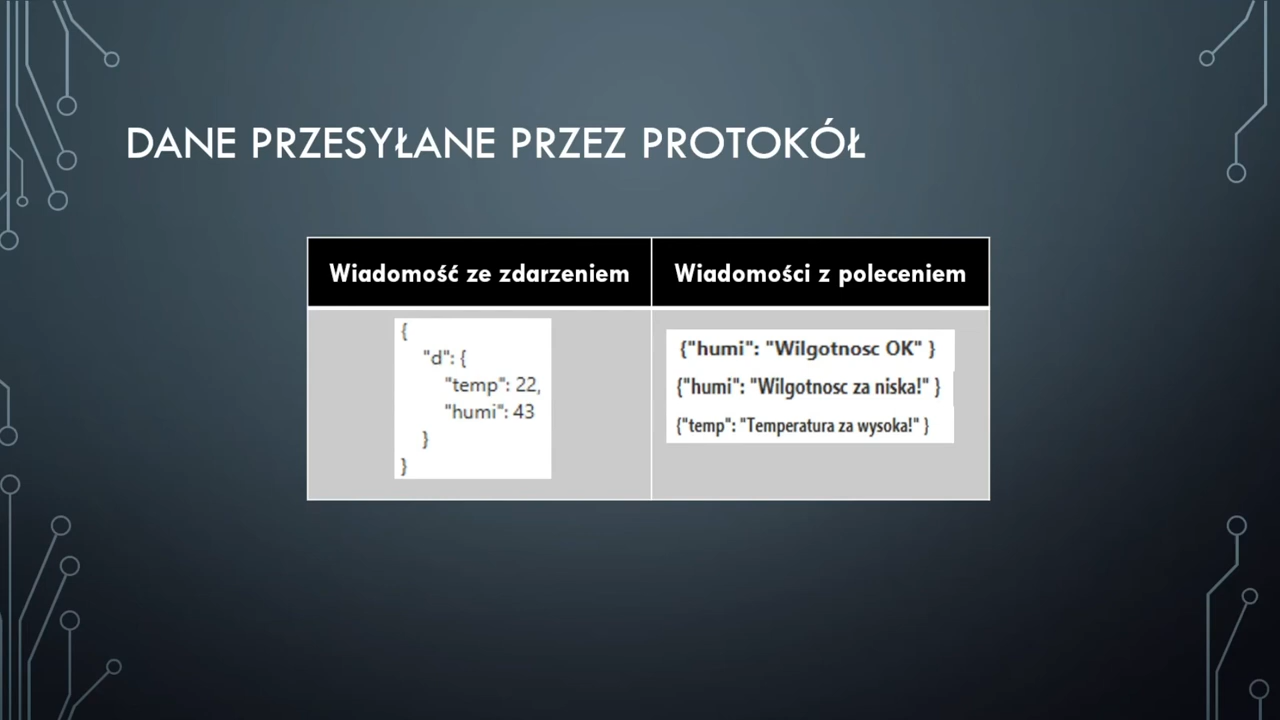 DANE PRZESYŁANE PRZEZ PROTOKÓŁ
Wiadomość ze zdarzeniem
Wiadomości z poleceniem
{
"d": {
"temp": 22,
"humi": 43
}
}
{"humi": "Wilgotnosc OK" }
{"humi": "Wilgotnosc za niska!" }
{"temp": "Temperatura za wysoka!" }